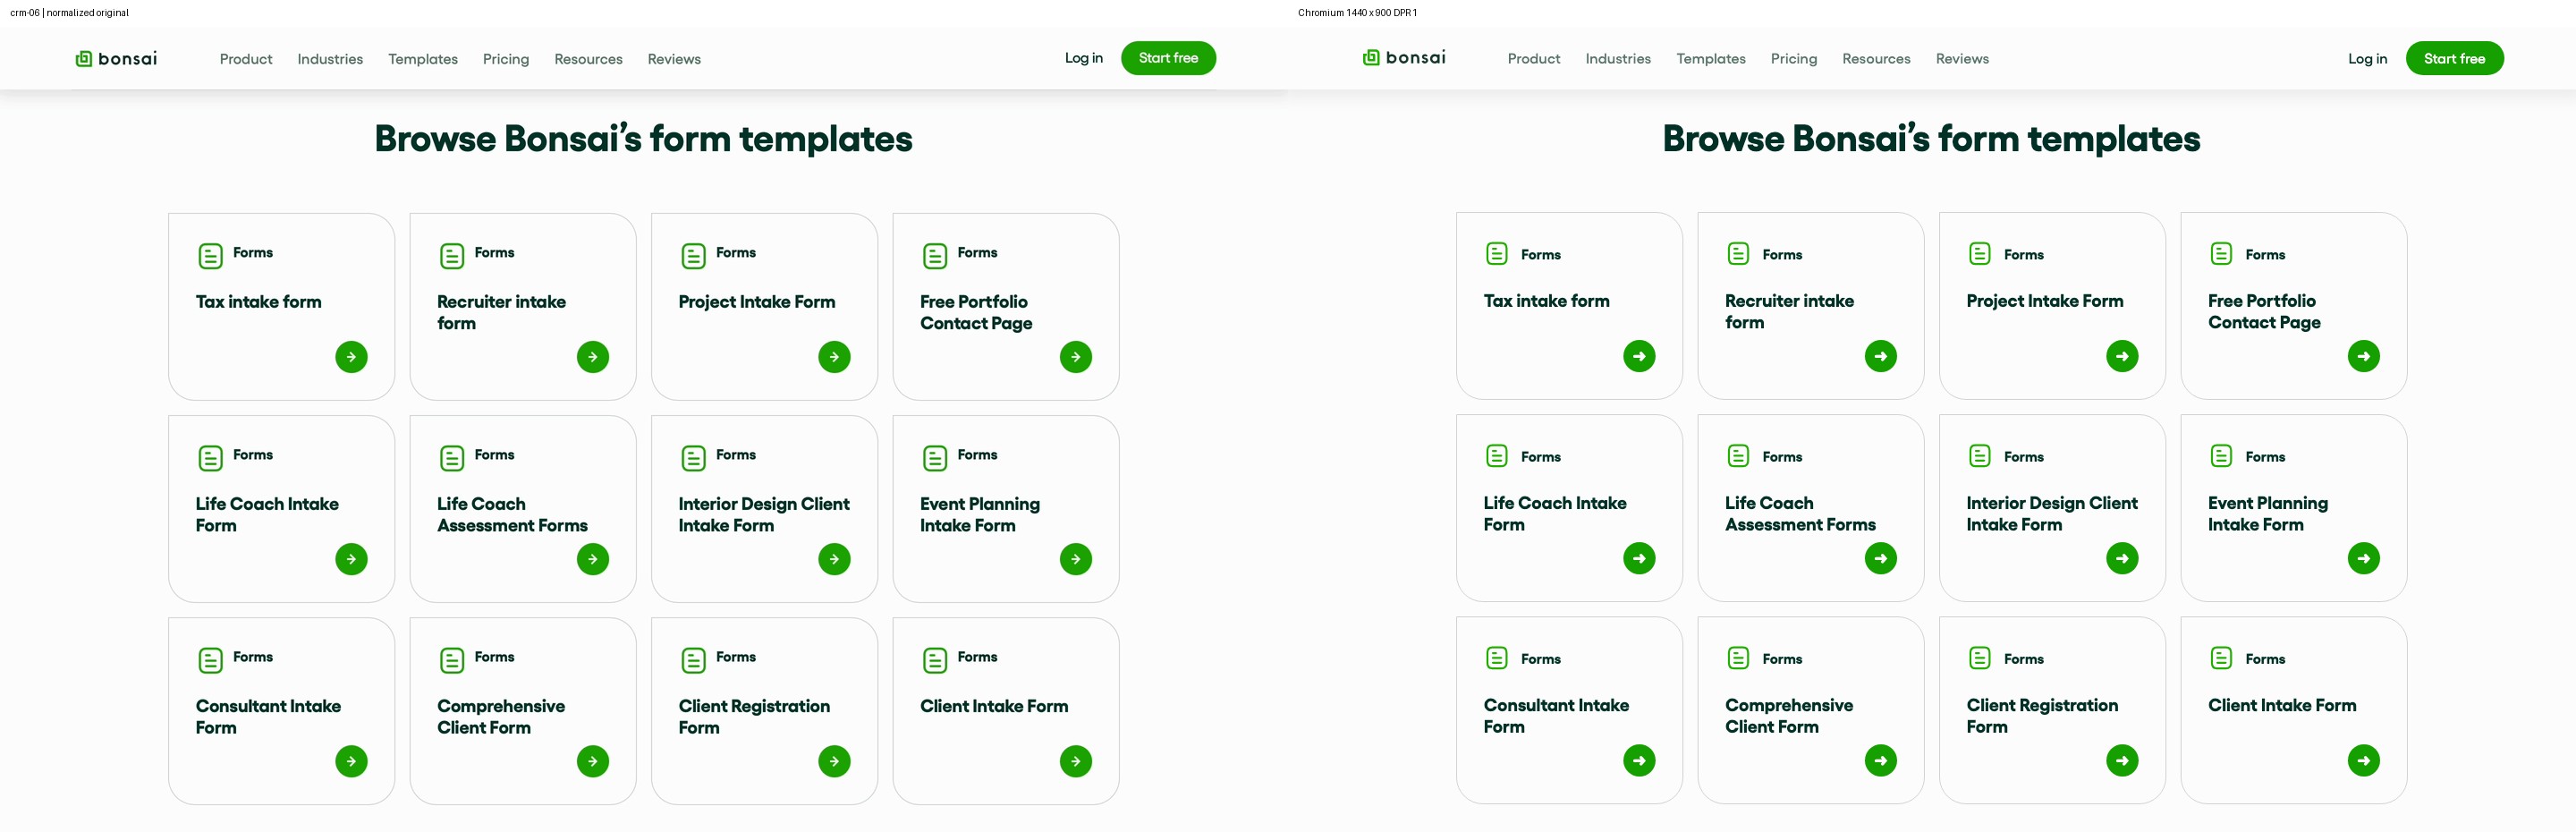 crm-06 | normalized original
bonsai Product Industries Templates Pricing Resources Reviews Log in Start free
Browse Bonsai’s form templates
Forms Forms Forms Forms
Tax intake form Recruiter intake Project Intake Form Free Portfolio
form Contact Page
Forms Forms Forms Forms
Life Coach Intake Life Coach Interior Design Client Event Planning
Form Assessment Forms Intake Form Intake Form
Forms Forms Forms Forms
Consultant Intake Comprehensive Client Registration Client Intake Form
Form Client Form Form
Chromium 1440 x 900 DPR 1
bonsai Product Industries Templates Pricing Resources Reviews Log in Start free
Browse Bonsai’s form templates
Forms Forms Forms Forms
Tax intake form Recruiter intake Project Intake Form Free Portfolio
form Contact Page
Forms Forms Forms Forms
Life Coach Intake Life Coach Interior Design Client Event Planning
Form Assessment Forms Intake Form Intake Form
Forms Forms Forms Forms
Consultant Intake Comprehensive Client Registration Client Intake Form
Form Client Form Form